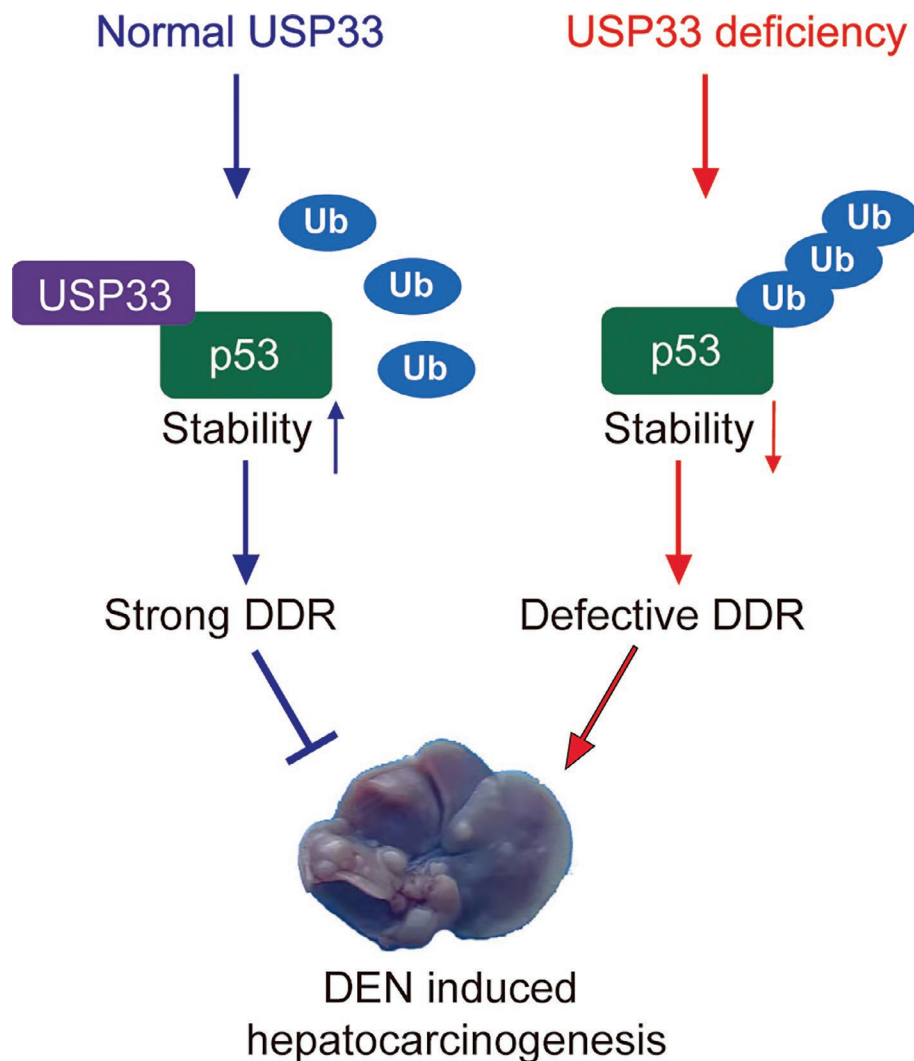 Normal USP33
USP33 deficiency
Ub
Ub
Ub
USP33
p53
Stability
Strong DDR
Ub
Ub
Ub
p53
Stability
Defective DDR
DEN induced
hepatocarcinogenesis